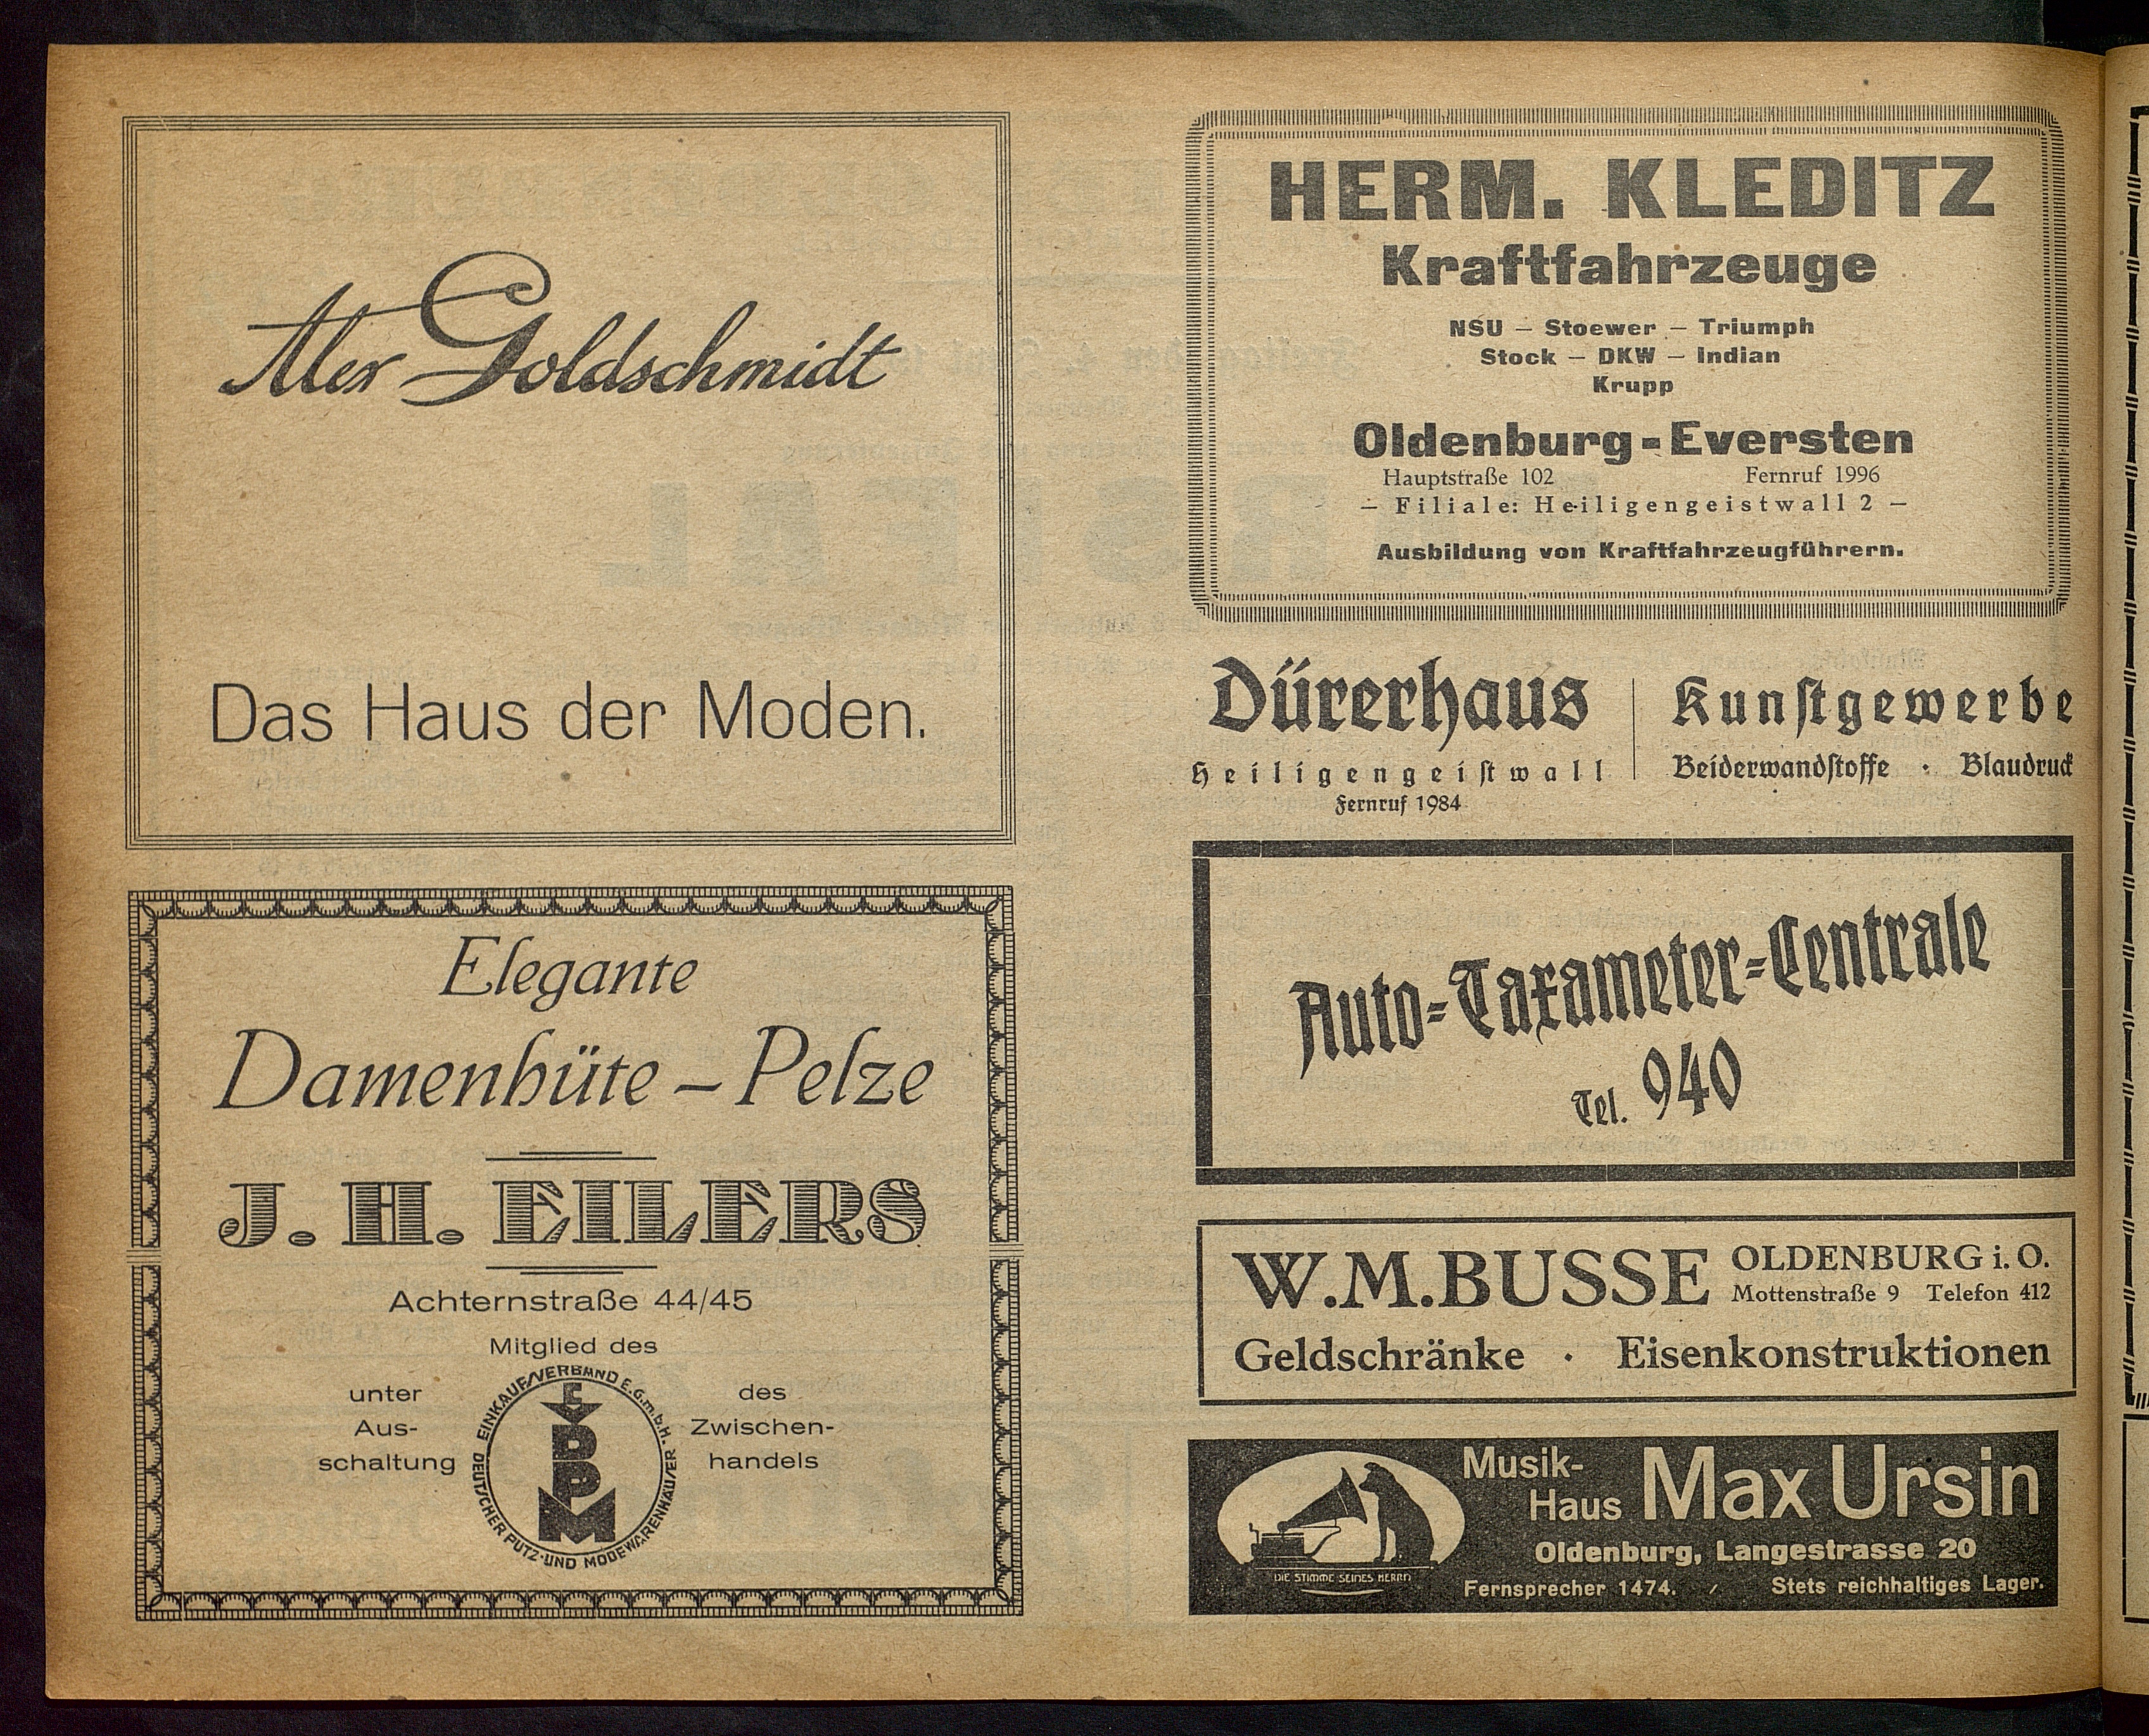 Alex Goldschmidt
Das Haus der Moden.
Elegante
Damenhüte – Pelze
J. H. EILERS
Achternstraße 44/45
Mitglied des
unter
Aus-
schaltung
DEUTSCHER PUTZ-UND MODEWARENHÄUSER EINKAUFSVERBAND E.G.m.b.H.
E
V
D
P
M
des
Zwischen-
handels
HERM. KLEDITZ
Kraftfahrzeuge
NSU – Stoewer – Triumph
Stock – DKW – Indian
Krupp
Oldenburg-Eversten
Hauptstraße 102 Fernruf 1996
– Filiale: Heiligengeistwall 2 –
Ausbildung von Kraftfahrzeugführern.
Dürerhaus
Heiligengeistwall
Fernruf 1984
Kunstgewerbe
Beiderwandstoffe · Blaudruck
Auto-Taxameter-Centrale
Tel. 940
W.M.BUSSE OLDENBURG i. O.
Mottenstraße 9 Telefon 412
Geldschränke · Eisenkonstruktionen
DIE STIMME SEINES HERRN
Musik-
Haus Max Ursin
Oldenburg, Langestrasse 20
Fernsprecher 1474. / Stets reichhaltiges Lager.